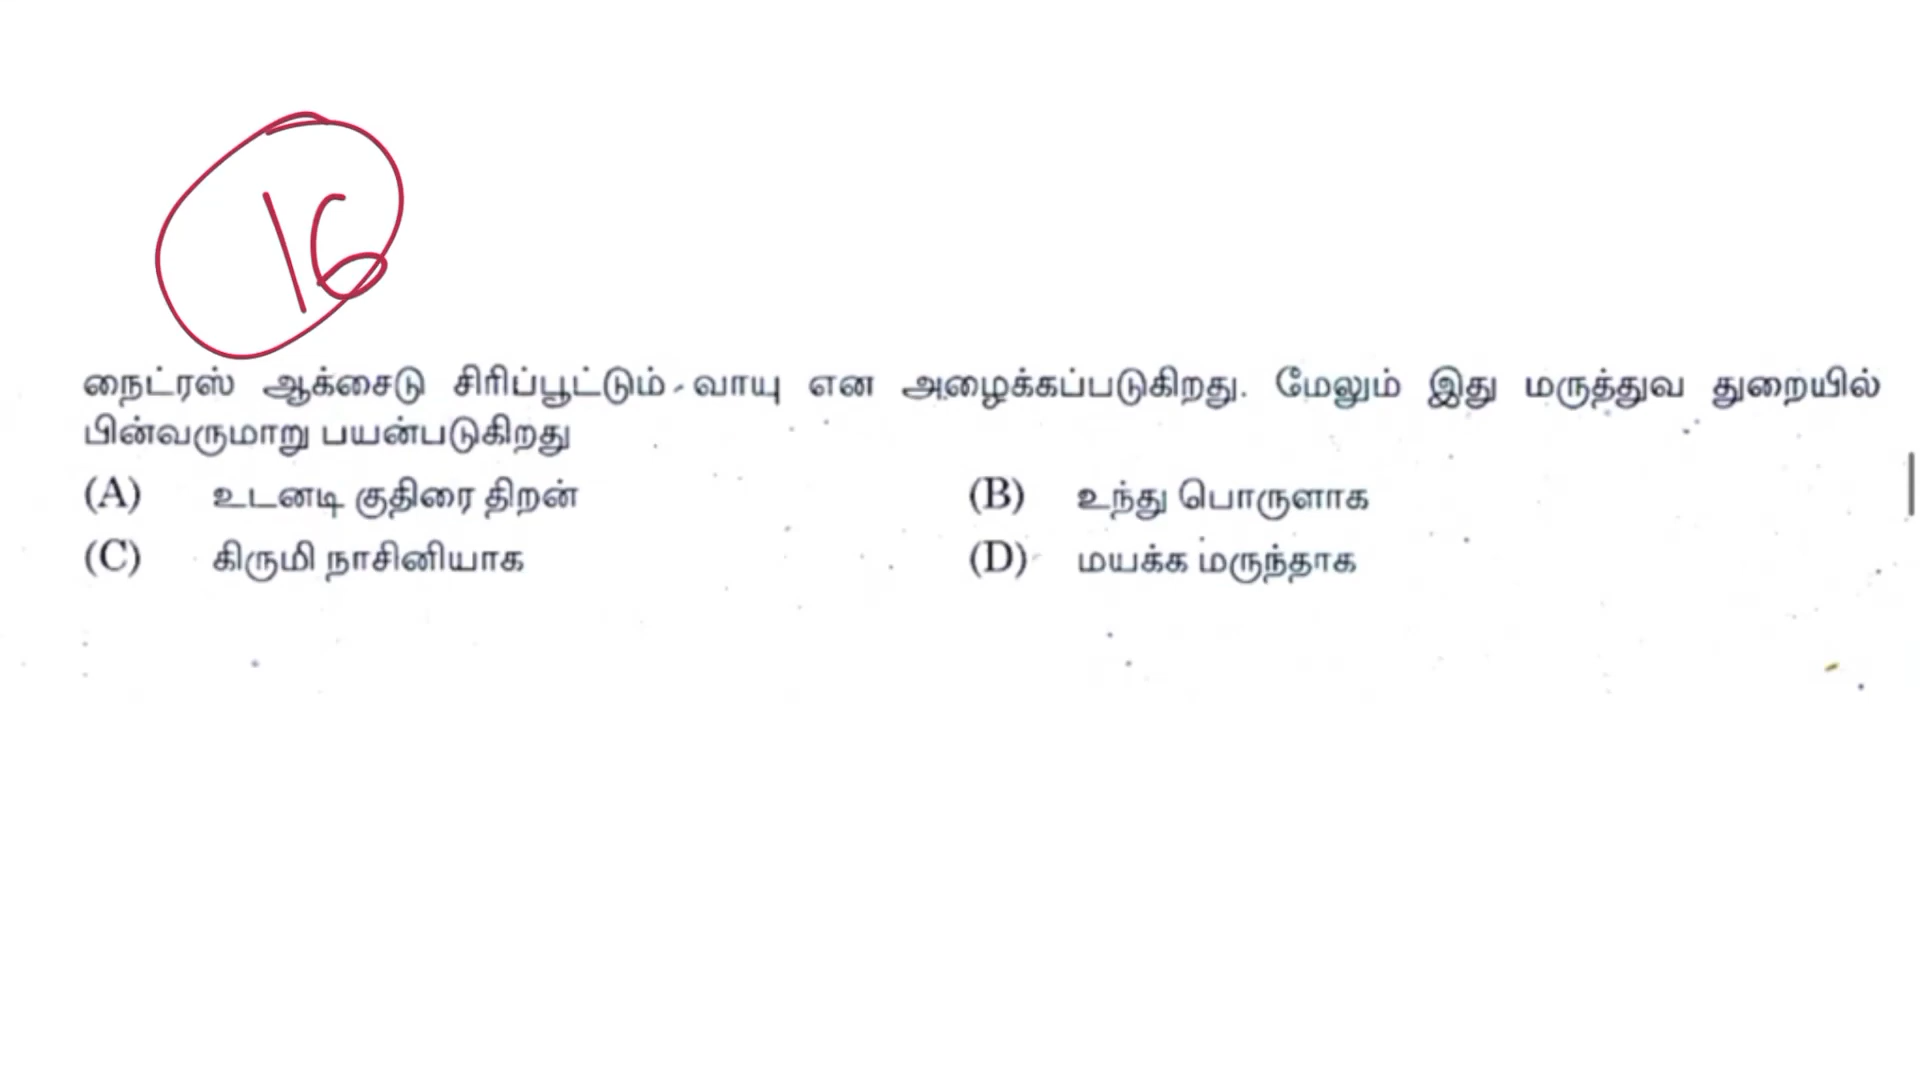 16
நைட்ரஸ் ஆக்சைடு சிரிப்பூட்டும் வாயு என அழைக்கப்படுகிறது. மேலும் இது மருத்துவ துறையில்
பின்வருமாறு பயன்படுகிறது
(A) உடனடி குதிரை திறன் (B) உந்து பொருளாக
(C) கிருமி நாசினியாக (D) மயக்க மருந்தாக